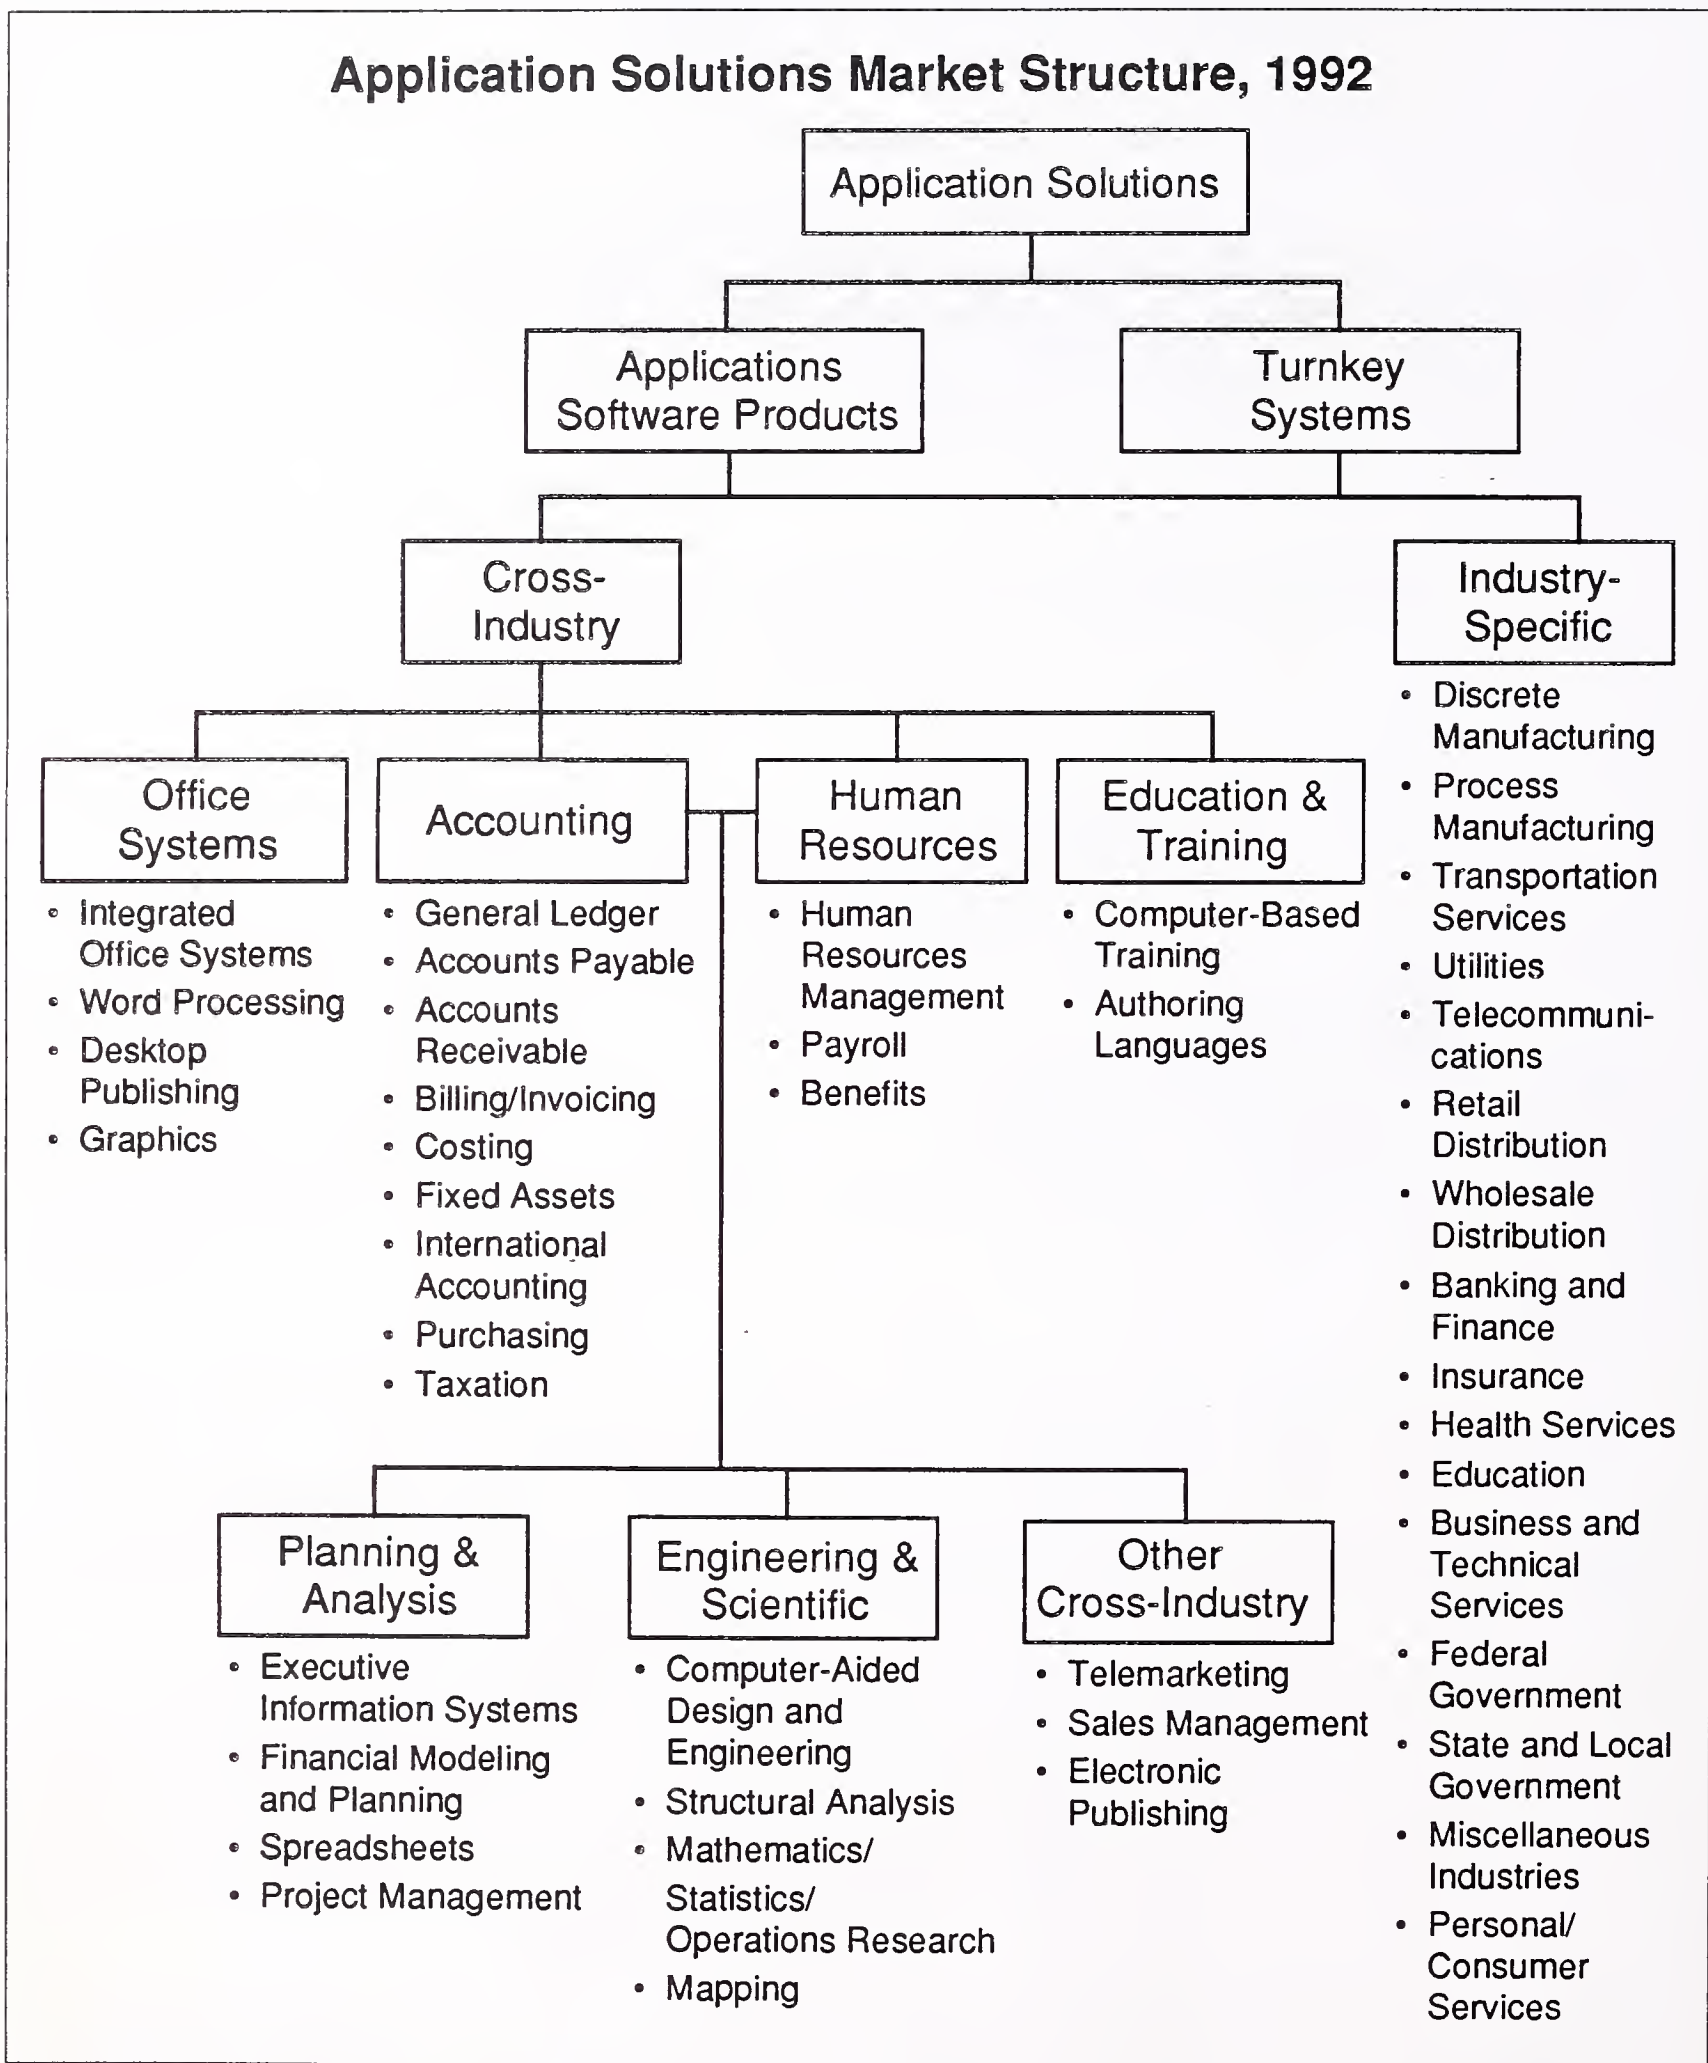 Application Solutions Market Structure, 1992
Application Solutions
Applications
Software Products
Turnkey
Systems
Cross-
Industry
Industry-
Specific
• Discrete
Manufacturing
• Process
Manufacturing
• Transportation
Services
• Utilities
• Telecommuni-
cations
• Retail
Distribution
• Wholesale
Distribution
• Banking and
Finance
• Insurance
• Health Services
• Education
• Business and
Technical
Services
• Federal
Government
• State and Local
Government
• Miscellaneous
Industries
• Personal/
Consumer
Services
Office
Systems
• Integrated
Office Systems
• Word Processing
• Desktop
Publishing
• Graphics
Accounting
• General Ledger
• Accounts Payable
• Accounts
Receivable
• Billing/Invoicing
• Costing
• Fixed Assets
• International
Accounting
• Purchasing
• Taxation
Human
Resources
• Human
Resources
Management
• Payroll
• Benefits
Education &
Training
• Computer-Based
Training
• Authoring
Languages
Planning &
Analysis
• Executive
Information Systems
• Financial Modeling
and Planning
• Spreadsheets
• Project Management
Engineering &
Scientific
• Computer-Aided
Design and
Engineering
• Structural Analysis
• Mathematics/
Statistics/
Operations Research
• Mapping
Other
Cross-Industry
• Telemarketing
• Sales Management
• Electronic
Publishing